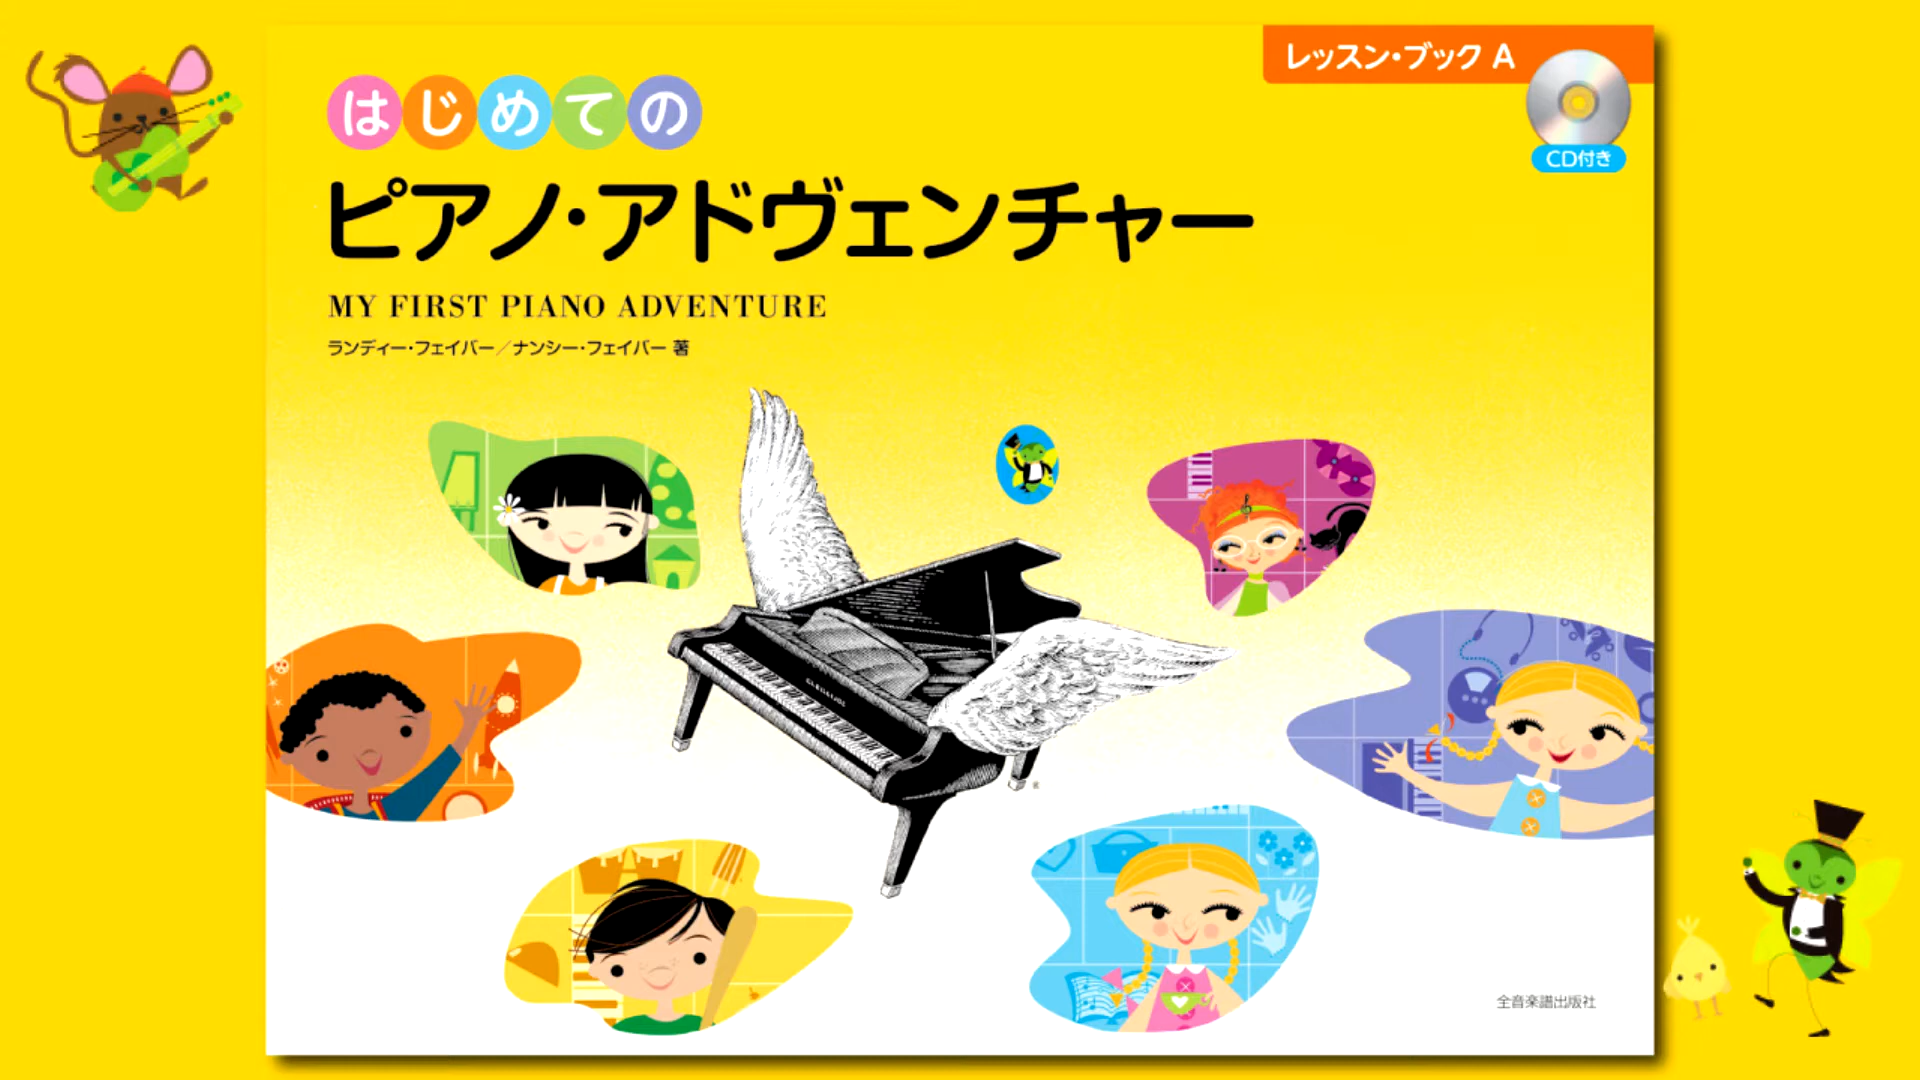 レッスン・ブック A
CD付き
はじめての
ピアノ・アドヴェンチャー
MY FIRST PIANO ADVENTURE
ランディー・フェイバー／ナンシー・フェイバー 著
全音楽譜出版社